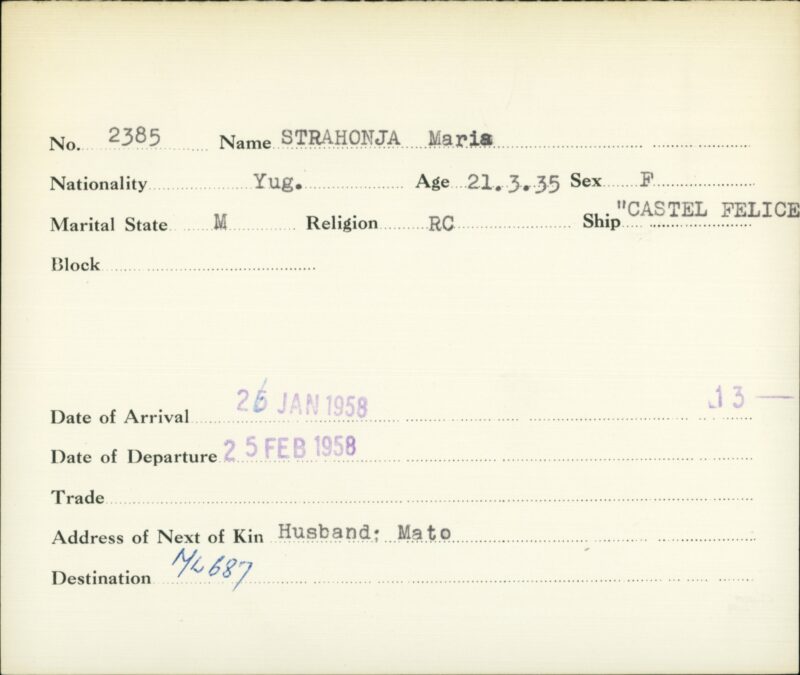 No. 2385 Name STRAHONJA Maria
Nationality Yug. Age 21.3.35 Sex F
Marital State M Religion RC Ship "CASTEL FELICE
Block
Date of Arrival 26 JAN 1958 13 —
Date of Departure 25 FEB 1958
Trade
Address of Next of Kin Husband: Mato
Destination 687